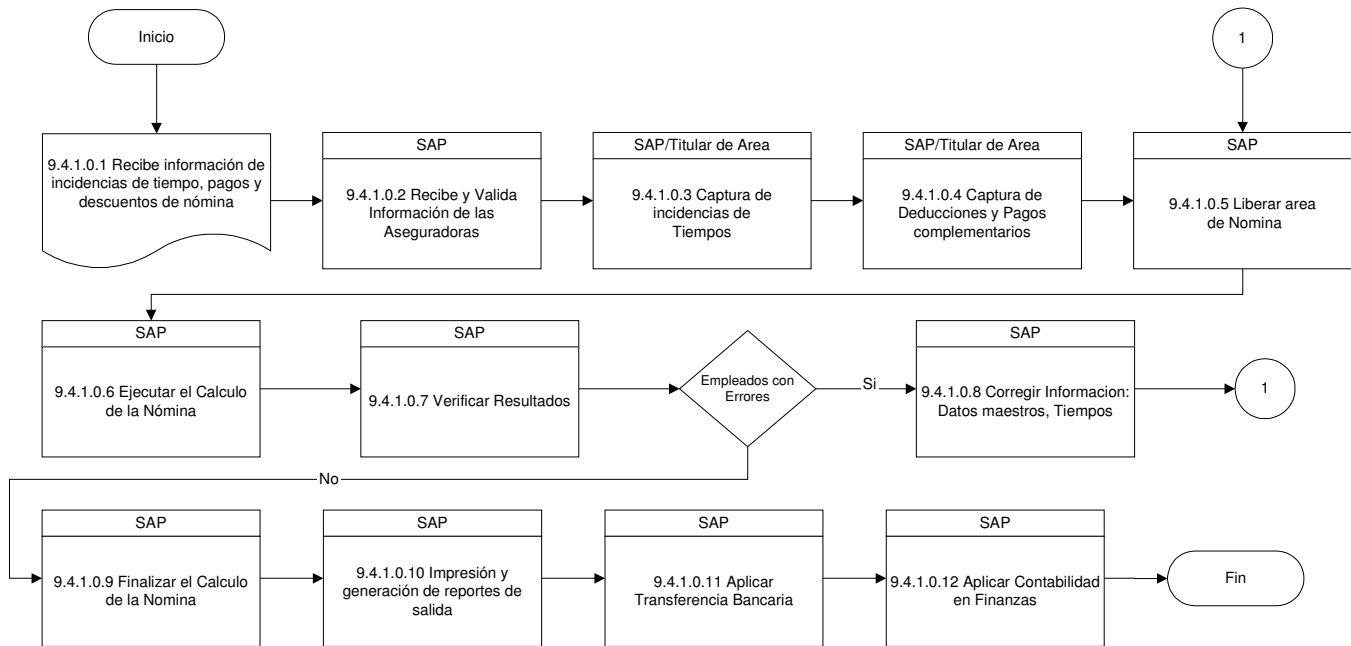 Inicio
1
9.4.1.0.1 Recibe información de
incidencias de tiempo, pagos y
descuentos de nómina
SAP
9.4.1.0.2 Recibe y Valida
Información de las
Aseguradoras
SAP/Titular de Area
9.4.1.0.3 Captura de
incidencias de
Tiempos
SAP/Titular de Area
9.4.1.0.4 Captura de
Deducciones y Pagos
complementarios
SAP
9.4.1.0.5 Liberar area
de Nomina
SAP
9.4.1.0.6 Ejecutar el Calculo
de la Nómina
SAP
9.4.1.0.7 Verificar Resultados
Empleados con
Errores
Si
SAP
9.4.1.0.8 Corregir Informacion:
Datos maestros, Tiempos
1
No
SAP
9.4.1.0.9 Finalizar el Calculo
de la Nomina
SAP
9.4.1.0.10 Impresión y
generación de reportes de
salida
SAP
9.4.1.0.11 Aplicar
Transferencia Bancaria
SAP
9.4.1.0.12 Aplicar Contabilidad
en Finanzas
Fin